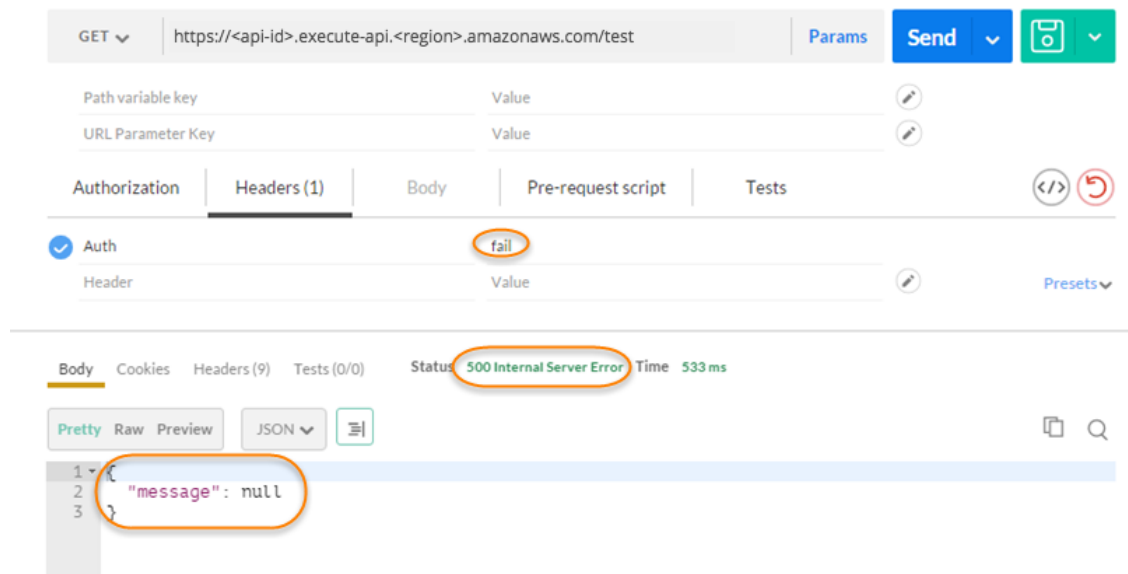 GET https://<api-id>.execute-api.<region>.amazonaws.com/test Params Send
Path variable key Value
URL Parameter Key Value
Authorization Headers (1) Body Pre-request script Tests
Auth fail
Header Value Presets
Body Cookies Headers (9) Tests (0/0) Status 500 Internal Server Error Time 533 ms
Pretty Raw Preview JSON
1 {
2 "message": null
3 }